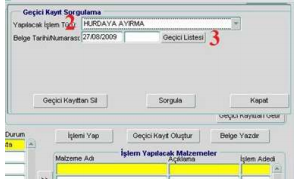 Geçici Kayıt Sorgulama
Yapılacak İşlem Türü: HURDAYA AYIRMA
2
Belge Tarihi/Numarası: 27/08/2009 Geçici Listesi 3
Geçici Kayıttan Sil Sorgula Kapat
Geçici Kayıttan Getir
Durum İşlemi Yap Geçici Kayıt Oluştur Belge Yazdır
İşlem Yapılacak Malzemeler
Malzeme Adı Açıklama İşlem Adedi
>>